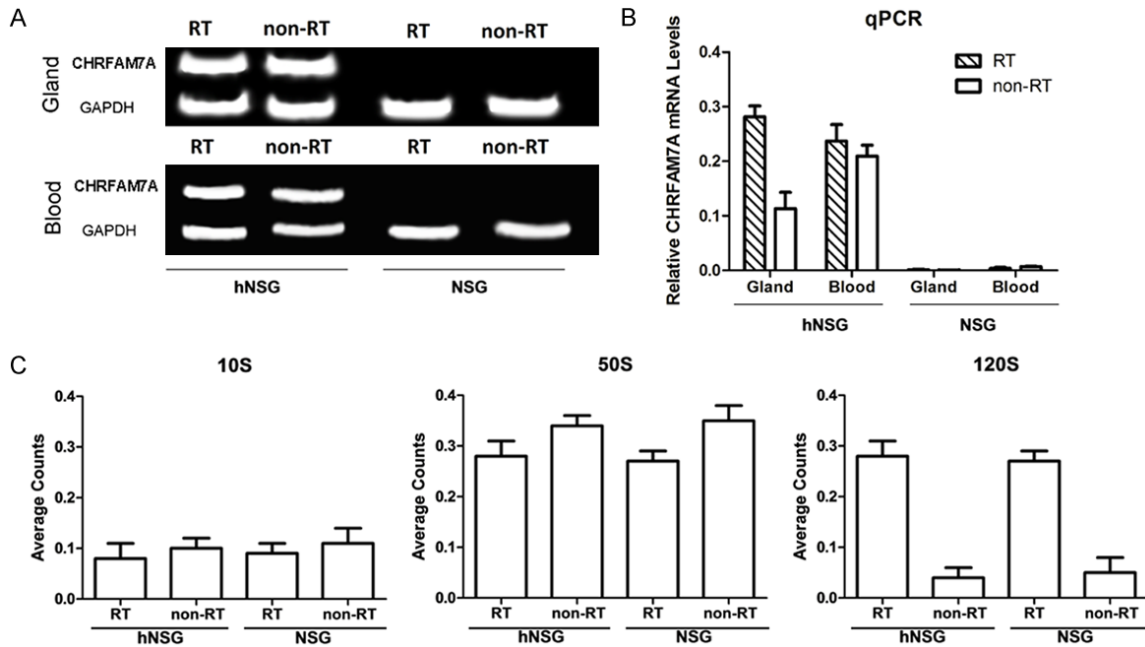 A
RT non-RT RT non-RT
Gland
CHRFAM7A
GAPDH
RT non-RT RT non-RT
Blood
CHRFAM7A
GAPDH
hNSG NSG
B
qPCR
Relative CHRFAM7A mRNA Levels
0.4
0.3
0.2
0.1
0.0
RT
non-RT
Gland Blood Gland Blood
hNSG NSG
C
10S
Average Counts
0.4
0.3
0.2
0.1
0.0
RT non-RT RT non-RT
hNSG NSG
50S
Average Counts
0.4
0.3
0.2
0.1
0.0
RT non-RT RT non-RT
hNSG NSG
120S
Average Counts
0.4
0.3
0.2
0.1
0.0
RT non-RT RT non-RT
hNSG NSG